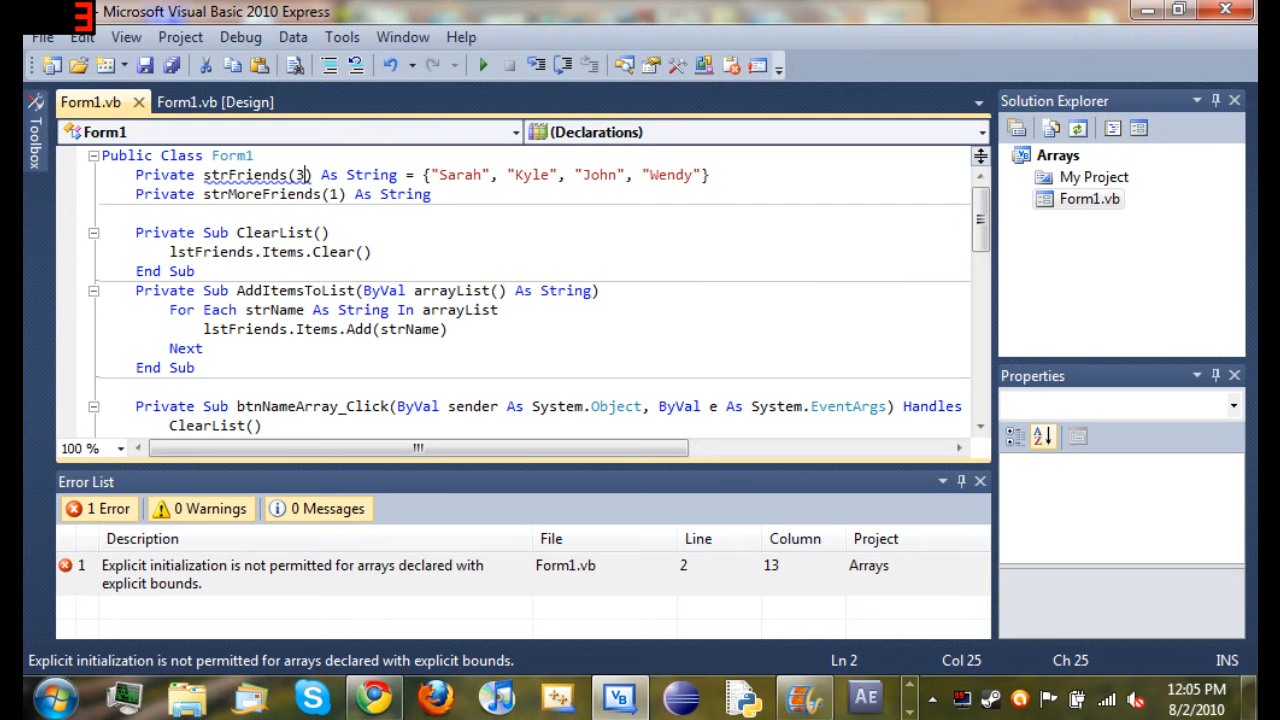 3 - Microsoft Visual Basic 2010 Express
File Edit View Project Debug Data Tools Window Help
Form1.vb Form1.vb [Design]
Form1 (Declarations)
Public Class Form1
Private strFriends(3) As String = {"Sarah", "Kyle", "John", "Wendy"}
Private strMoreFriends(1) As String
Private Sub ClearList()
lstFriends.Items.Clear()
End Sub
Private Sub AddItemsToList(ByVal arrayList() As String)
For Each strName As String In arrayList
lstFriends.Items.Add(strName)
Next
End Sub
Private Sub btnNameArray_Click(ByVal sender As System.Object, ByVal e As System.EventArgs) Handles
ClearList()
100 %
Toolbox
Solution Explorer
Arrays
My Project
Form1.vb
Properties
Error List
1 Error 0 Warnings 0 Messages
Description File Line Column Project
1 Explicit initialization is not permitted for arrays declared with explicit bounds. Form1.vb 2 13 Arrays
Explicit initialization is not permitted for arrays declared with explicit bounds. Ln 2 Col 25 Ch 25 INS
VB AE
12:05 PM
8/2/2010